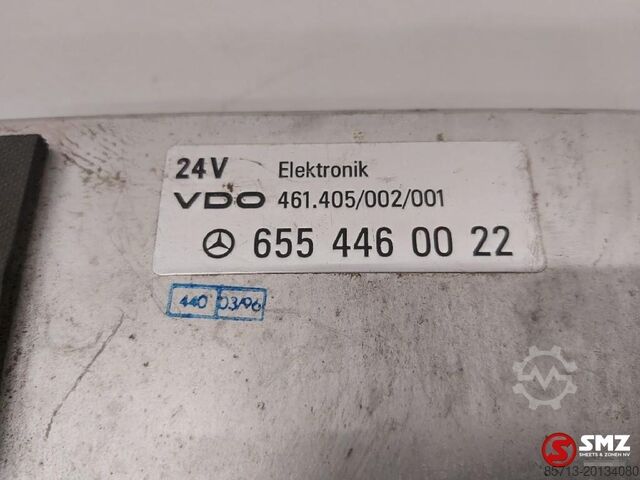 24V Elektronik
VDO 461.405/002/001
655 446 00 22
440 03/96
SMZ
SMEETS & ZONEN NV
85713-20134080